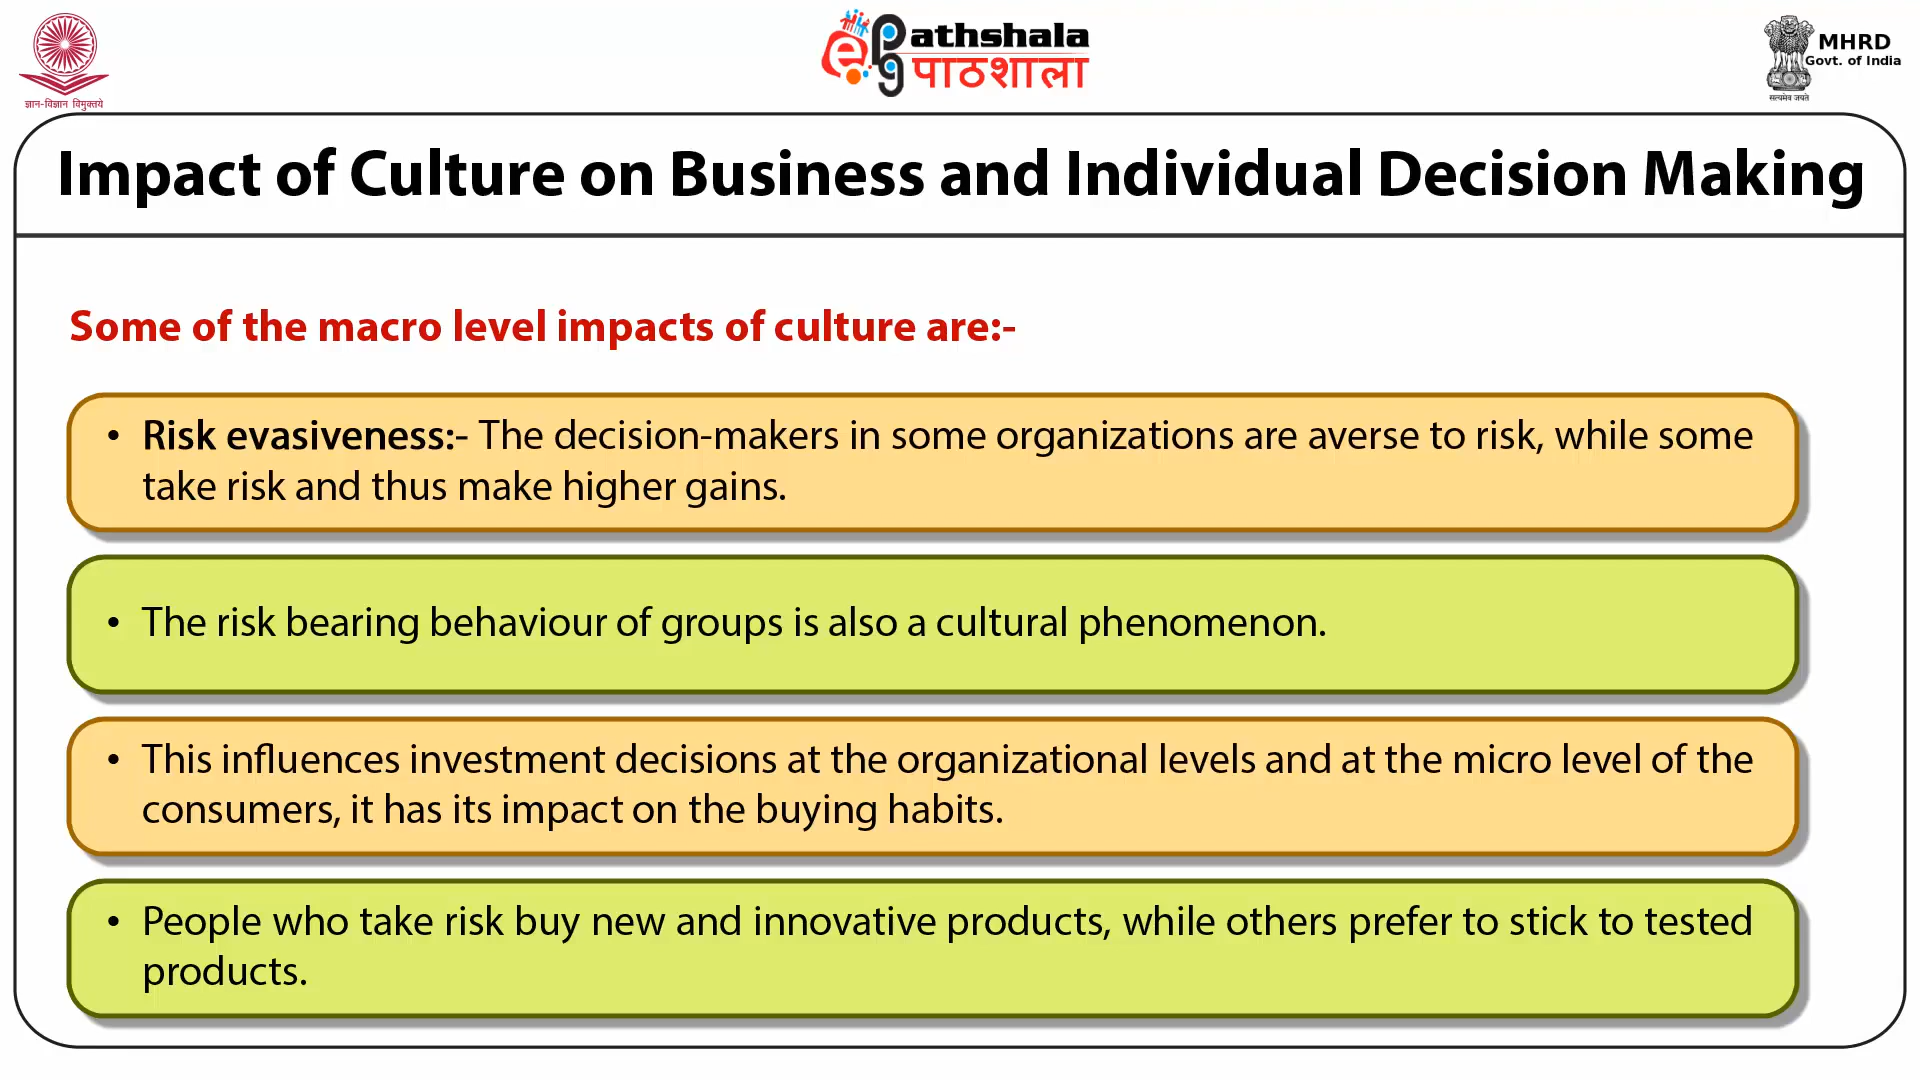 ज्ञान-विज्ञान विमुक्तये
ePathshala
पाठशाला
MHRD
Govt. of India
सत्यमेव जयते
Impact of Culture on Business and Individual Decision Making
Some of the macro level impacts of culture are:-
• Risk evasiveness:- The decision-makers in some organizations are averse to risk, while some
take risk and thus make higher gains.
• The risk bearing behaviour of groups is also a cultural phenomenon.
• This influences investment decisions at the organizational levels and at the micro level of the
consumers, it has its impact on the buying habits.
• People who take risk buy new and innovative products, while others prefer to stick to tested
products.